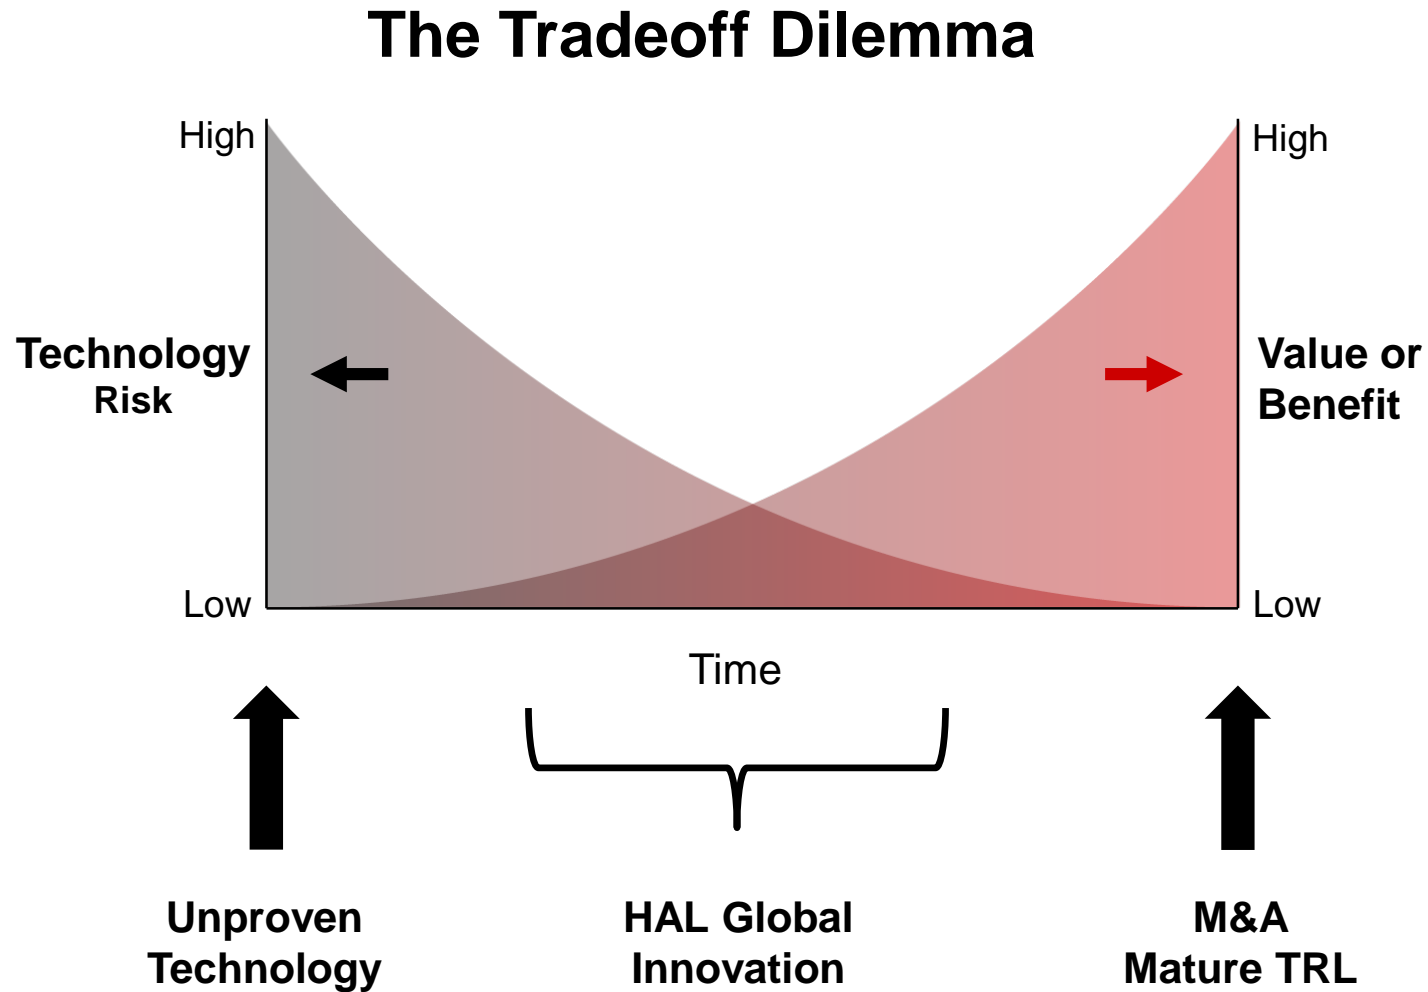 The Tradeoff Dilemma
High
High
Technology
Risk
Value or
Benefit
Low
Low
Time
Unproven
Technology
HAL Global
Innovation
M&A
Mature TRL